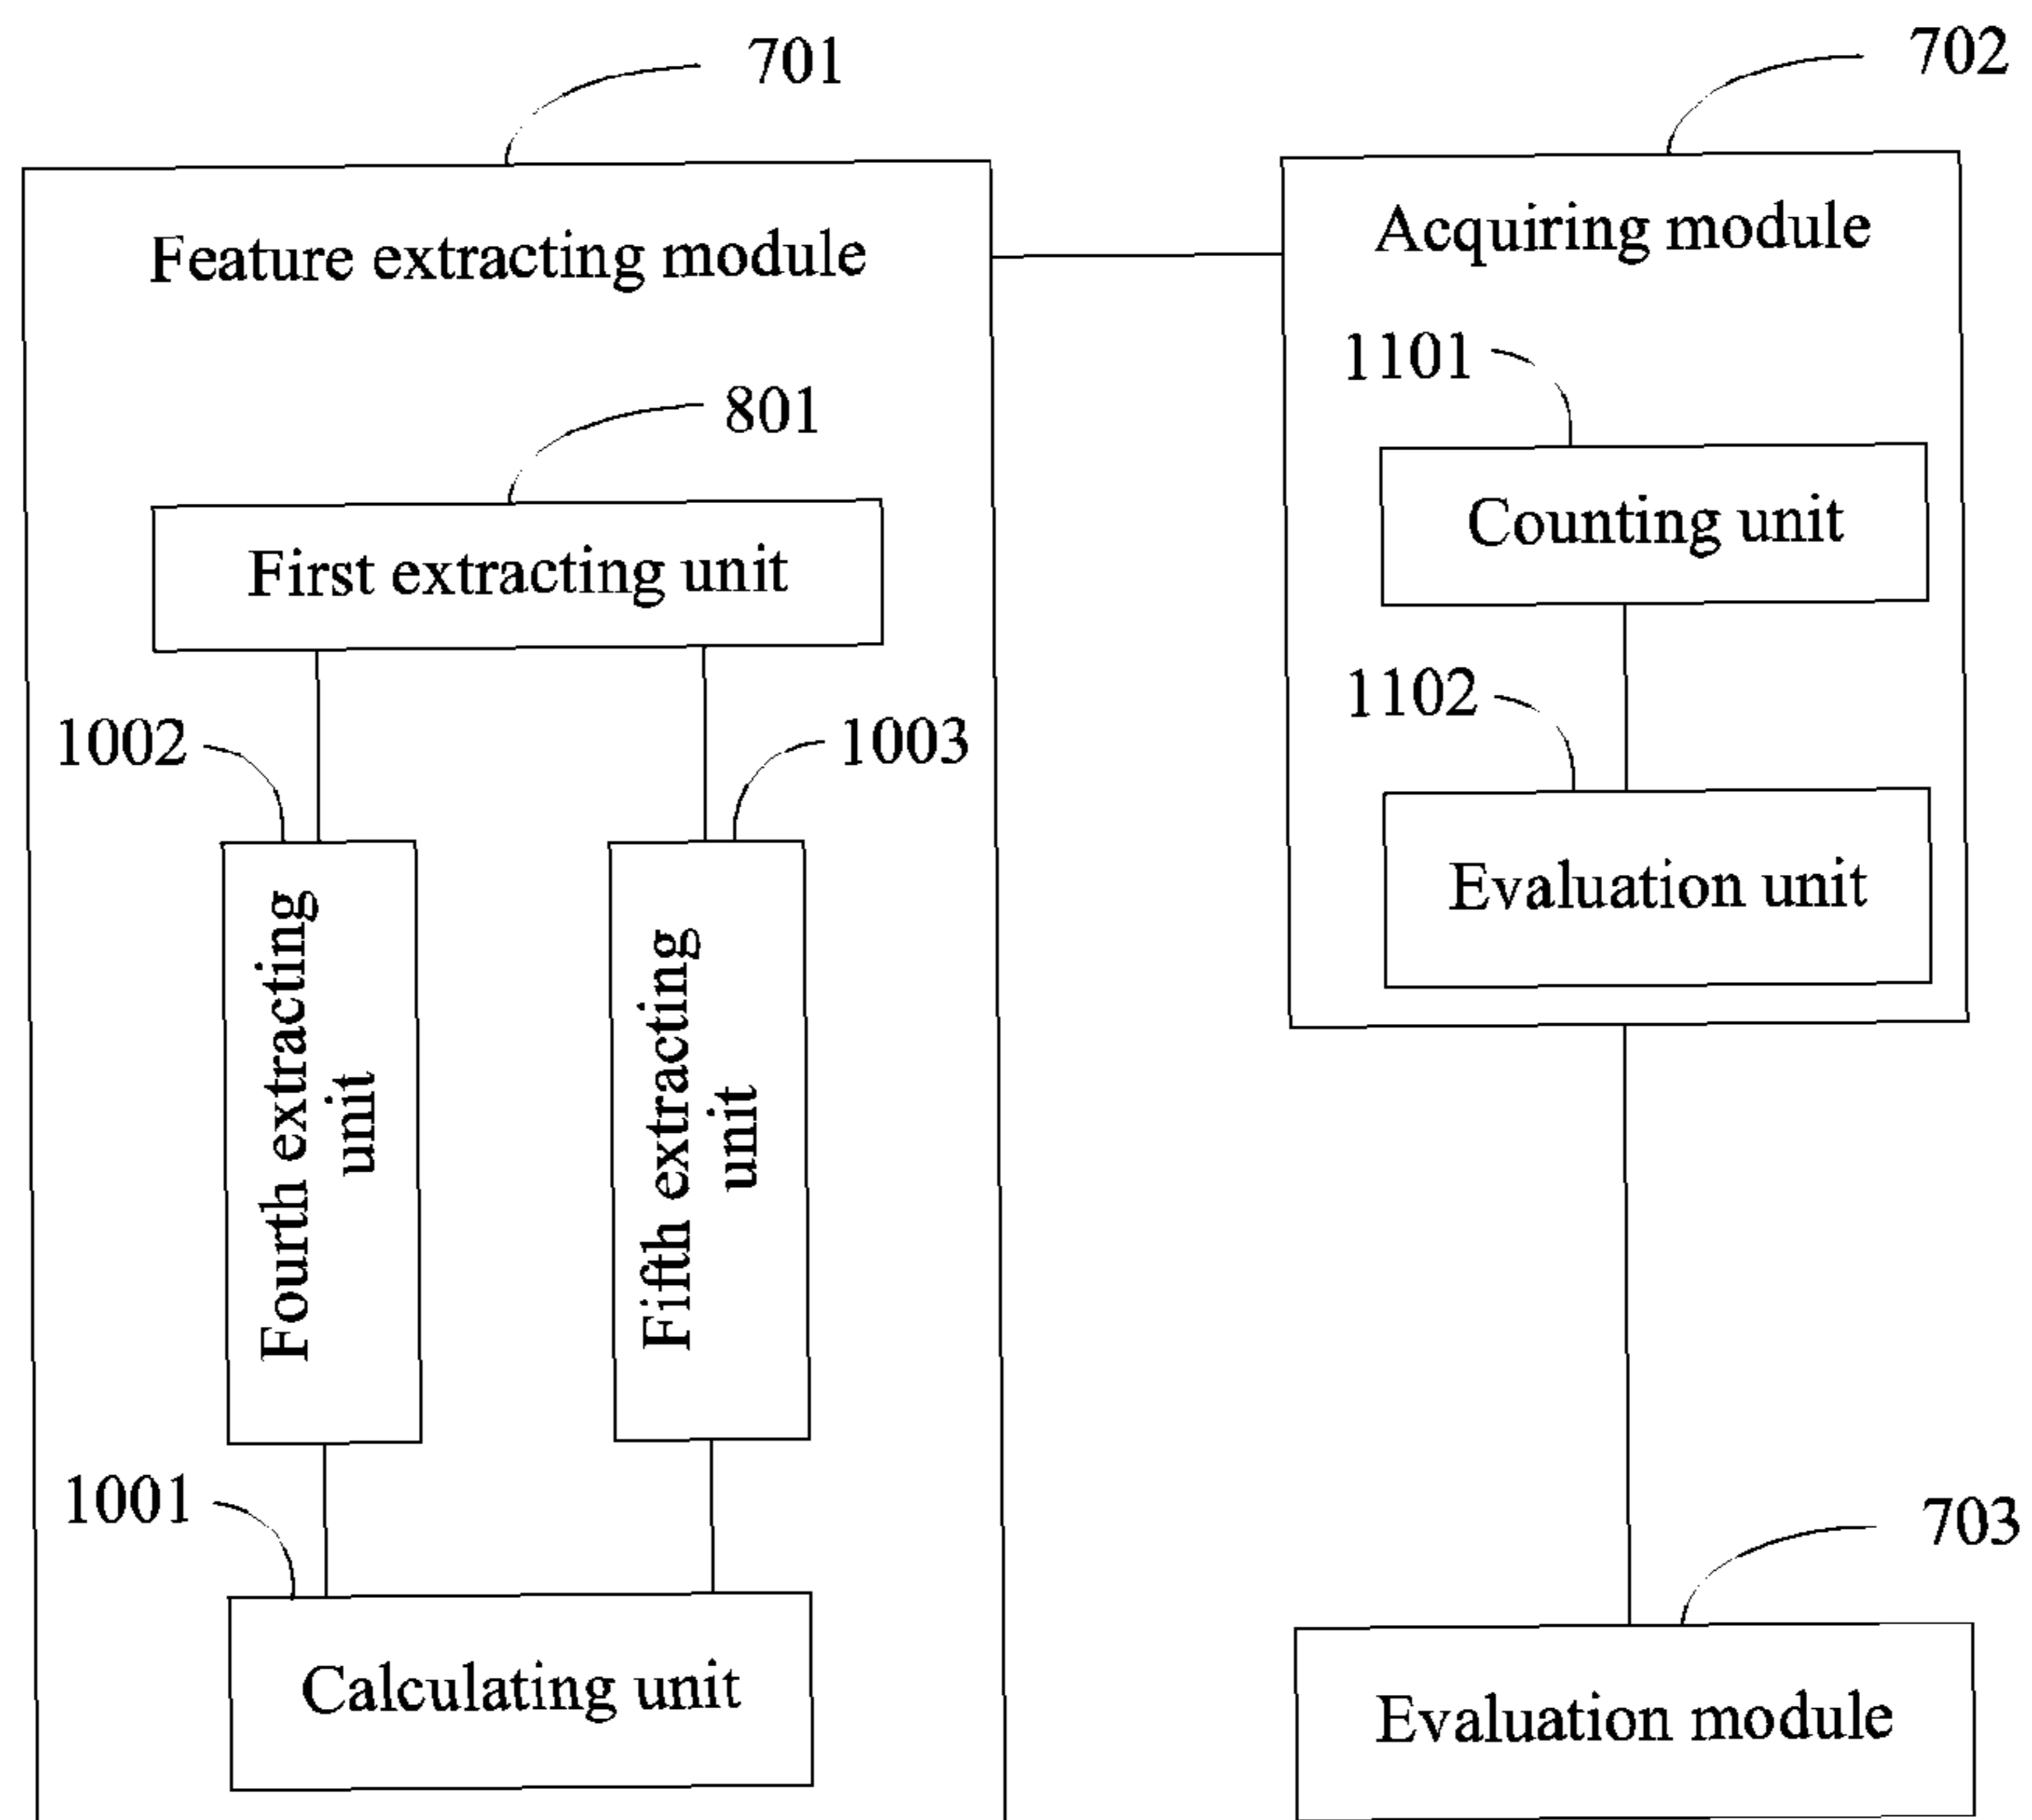 701
702
Feature extracting module
Acquiring module
1101
801
Counting unit
First extracting unit
1102
1002
1003
Evaluation unit
Fourth extracting
unit
Fifth extracting
unit
1001
703
Calculating unit
Evaluation module